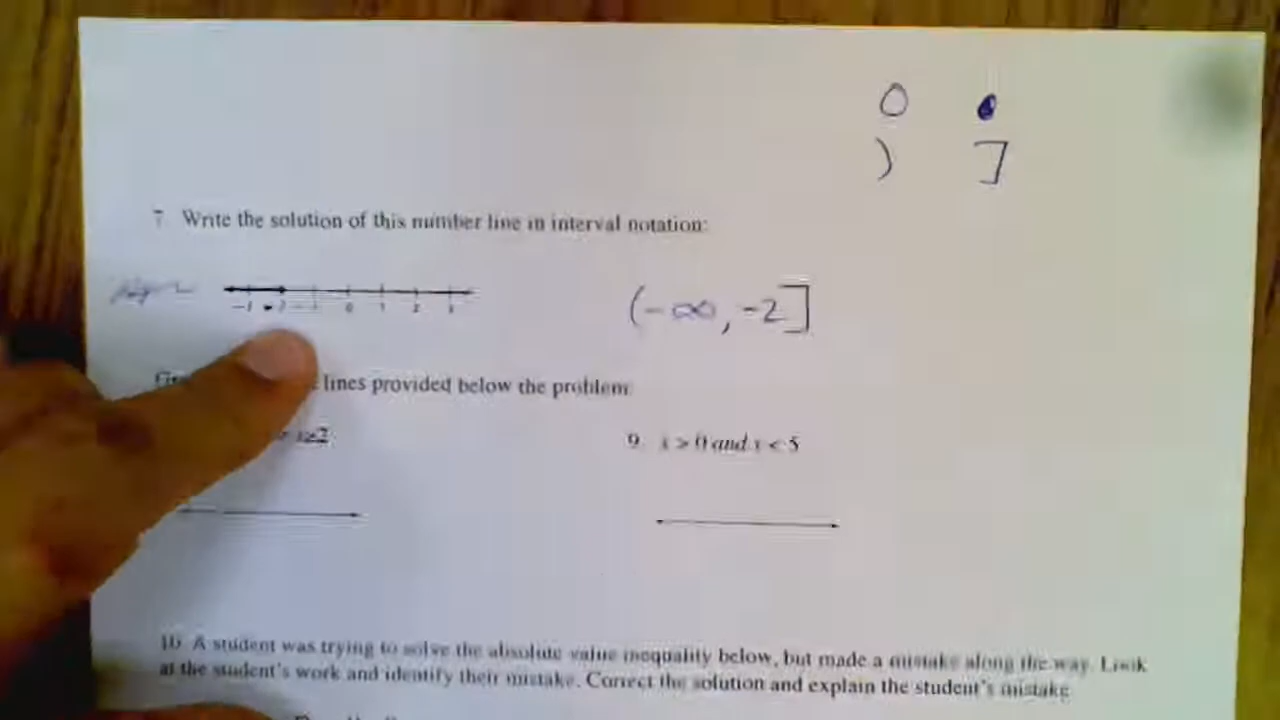 ○ ●
) ]
7 Write the solution of this number line in interval notation:
0 1 2 3
(-∞, -2]
lines provided below the problem:
x≥2
9. x > 0 and x < 5
10 A student was trying to solve the absolute value inequality below, but made a mistake along the way. Look
at the student's work and identify their mistake. Correct the solution and explain the student's mistake